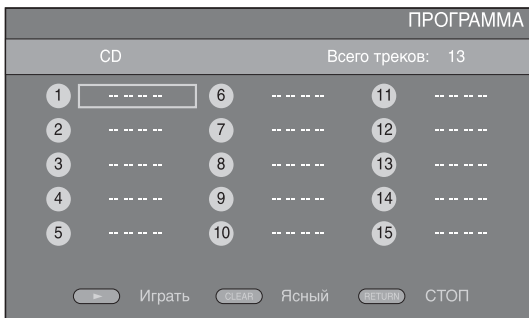 ПРОГРАММА
CD Всего треков: 13
1 -- -- -- -- 6 -- -- -- -- 11 -- -- -- --
2 -- -- -- -- 7 -- -- -- -- 12 -- -- -- --
3 -- -- -- -- 8 -- -- -- -- 13 -- -- -- --
4 -- -- -- -- 9 -- -- -- -- 14 -- -- -- --
5 -- -- -- -- 10 -- -- -- -- 15 -- -- -- --
Играть CLEAR Ясный RETURN СТОП